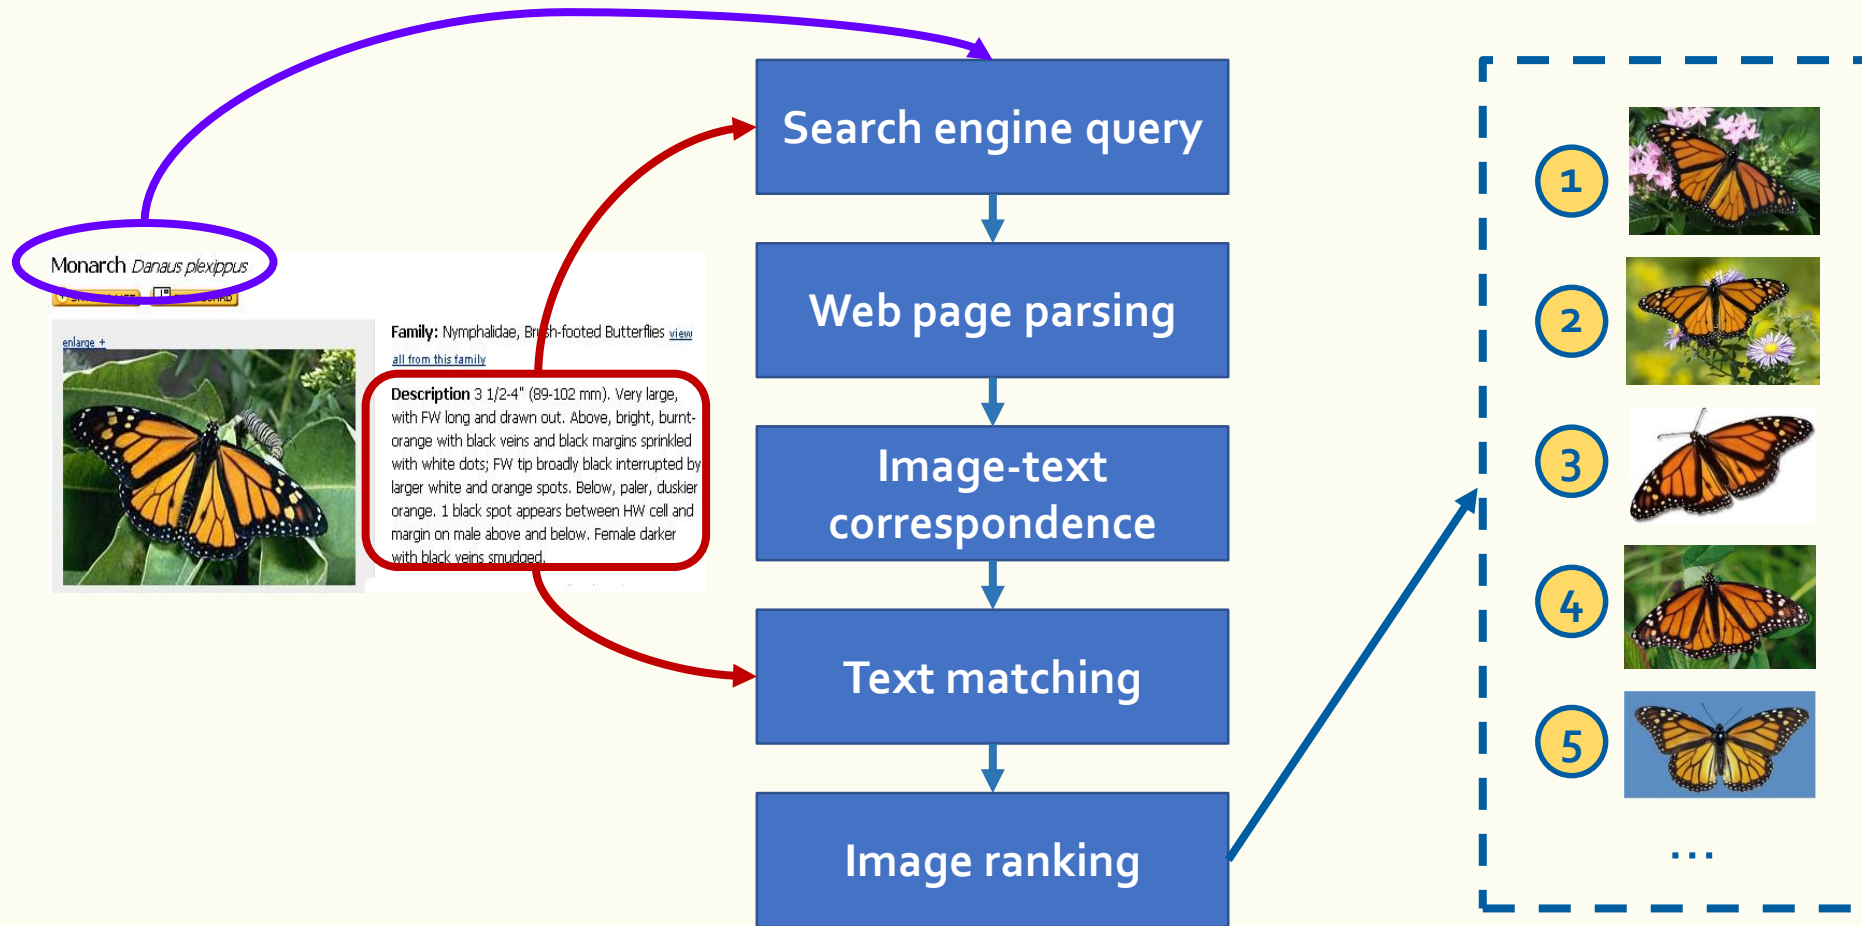 Monarch Danaus plexippus
enlarge +
Family: Nymphalidae, Brush-footed Butterflies view
all from this family
Description 3 1/2-4" (89-102 mm). Very large,
with FW long and drawn out. Above, bright, burnt-
orange with black veins and black margins sprinkled
with white dots; FW tip broadly black interrupted by
larger white and orange spots. Below, paler, duskier
orange. 1 black spot appears between HW cell and
margin on male above and below. Female darker
with black veins smudged.
Search engine query
Web page parsing
Image-text
correspondence
Text matching
Image ranking
1
2
3
4
5
...